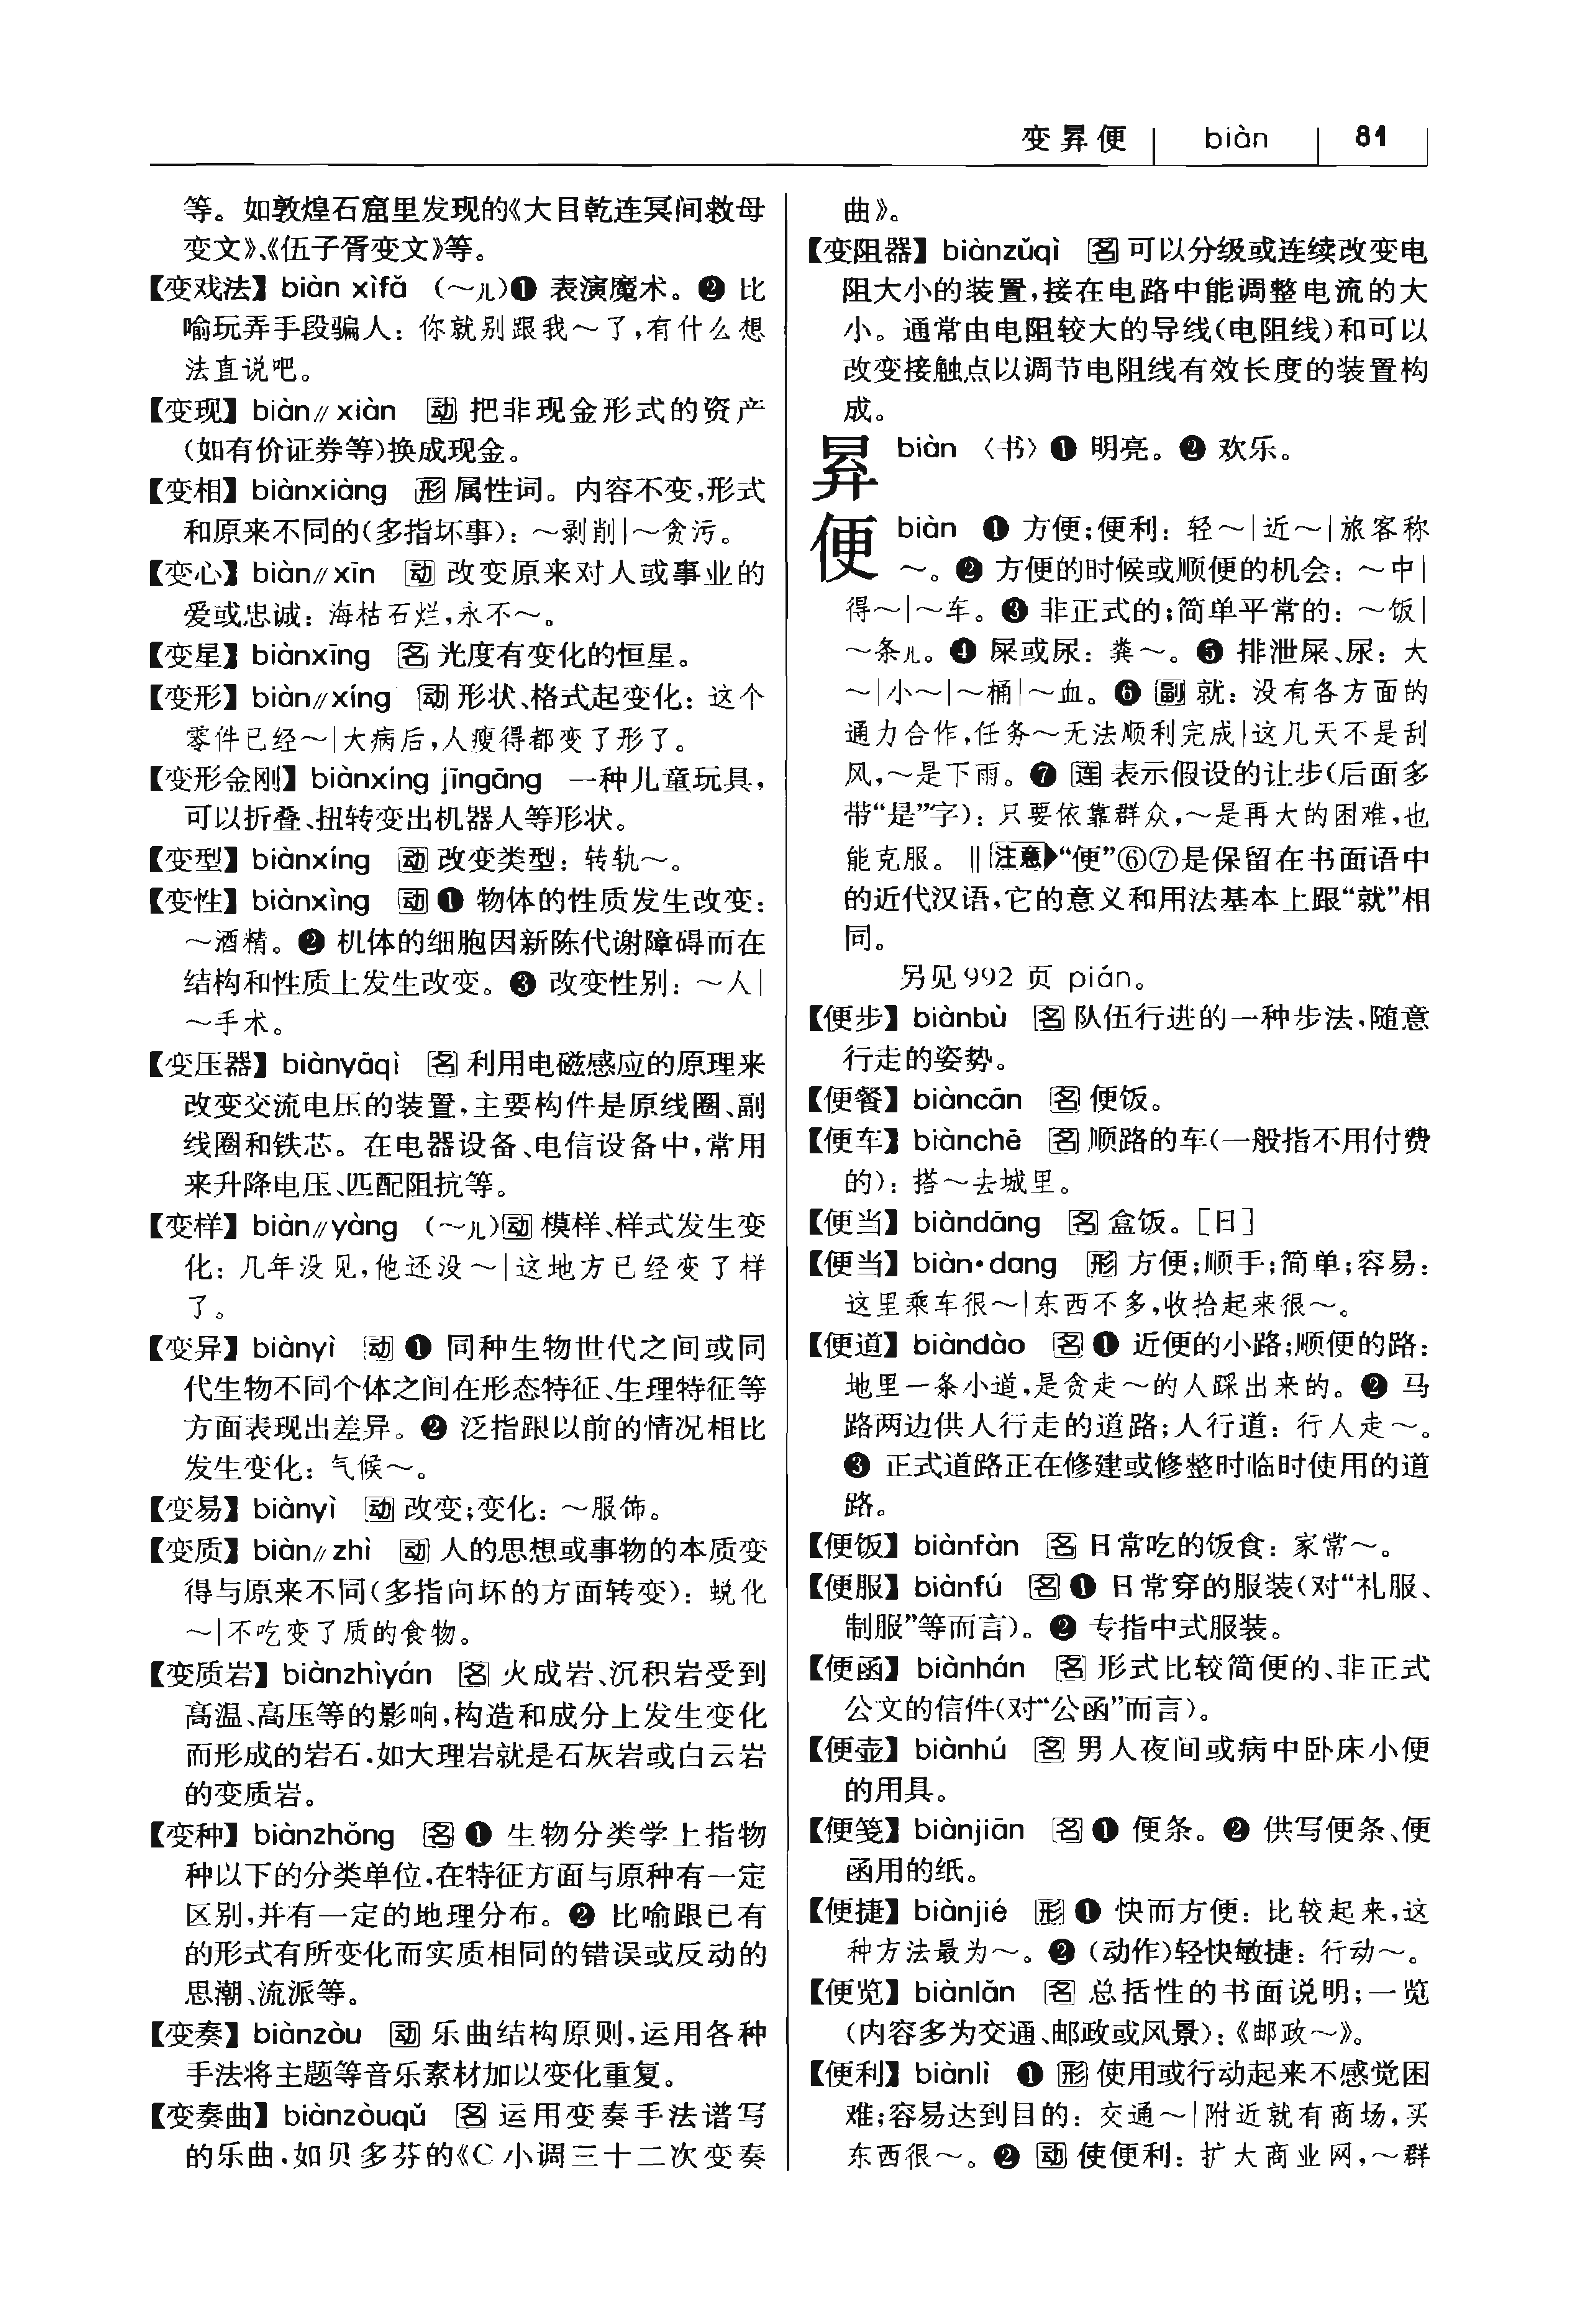 变昪便 biàn 81
等。如敦煌石窟里发现的《大目乾连冥间救母
变文》、《伍子胥变文》等。
【变戏法】biàn xìfǎ （～儿）❶ 表演魔术。❷ 比
喻玩弄手段骗人：你就别跟我～了，有什么想
法直说吧。
【变现】biàn∥xiàn 动 把非现金形式的资产
（如有价证券等）换成现金。
【变相】biànxiàng 形 属性词。内容不变，形式
和原来不同的（多指坏事）：～剥削|～贪污。
【变心】biàn∥xīn 动 改变原来对人或事业的
爱或忠诚：海枯石烂，永不～。
【变星】biànxīng 名 光度有变化的恒星。
【变形】biàn∥xíng 动 形状、格式起变化：这个
零件已经～|大病后，人瘦得都变了形了。
【变形金刚】biànxíng jīngāng 一种儿童玩具，
可以折叠、扭转变出机器人等形状。
【变型】biànxíng 动 改变类型：转轨～。
【变性】biànxìng 动 ❶ 物体的性质发生改变：
～酒精。❷ 机体的细胞因新陈代谢障碍而在
结构和性质上发生改变。❸ 改变性别：～人|
～手术。
【变压器】biànyāqì 名 利用电磁感应的原理来
改变交流电压的装置，主要构件是原线圈、副
线圈和铁芯。在电器设备、电信设备中，常用
来升降电压、匹配阻抗等。
【变样】biàn∥yàng （～儿）动 模样、样式发生变
化：几年没见，他还没～|这地方已经变了样
了。
【变异】biànyì 动 ❶ 同种生物世代之间或同
代生物不同个体之间在形态特征、生理特征等
方面表现出差异。❷ 泛指跟以前的情况相比
发生变化：气候～。
【变易】biànyì 动 改变；变化：～服饰。
【变质】biàn∥zhì 动 人的思想或事物的本质变
得与原来不同（多指向坏的方面转变）：蜕化
～|不吃变了质的食物。
【变质岩】biànzhìyán 名 火成岩、沉积岩受到
高温、高压等的影响，构造和成分上发生变化
而形成的岩石，如大理岩就是石灰岩或白云岩
的变质岩。
【变种】biànzhǒng 名 ❶ 生物分类学上指物
种以下的分类单位，在特征方面与原种有一定
区别，并有一定的地理分布。❷ 比喻跟已有
的形式有所变化而实质相同的错误或反动的
思潮、流派等。
【变奏】biànzòu 动 乐曲结构原则，运用各种
手法将主题等音乐素材加以变化重复。
【变奏曲】biànzòuqǔ 名 运用变奏手法谱写
的乐曲，如贝多芬的《C 小调三十二次变奏
曲》。
【变阻器】biànzǔqì 名 可以分级或连续改变电
阻大小的装置，接在电路中能调整电流的大
小。通常由电阻较大的导线（电阻线）和可以
改变接触点以调节电阻线有效长度的装置构
成。
昪 biàn 〈书〉❶ 明亮。❷ 欢乐。
便 biàn ❶ 方便；便利：轻～|近～|旅客称
～。❷ 方便的时候或顺便的机会：～中|
得～|～车。❸ 非正式的；简单平常的：～饭|
～条儿。❹ 屎或尿：粪～。❺ 排泄屎、尿：大
～|小～|～桶|～血。❻ 副 就：没有各方面的
通力合作，任务～无法顺利完成|这几天不是刮
风，～是下雨。❼ 连 表示假设的让步（后面多
带“是”字）：只要依靠群众，～是再大的困难，也
能克服。‖注意 “便”⑥⑦是保留在书面语中
的近代汉语，它的意义和用法基本上跟“就”相
同。
另见 992 页 pián。
【便步】biànbù 名 队伍行进的一种步法，随意
行走的姿势。
【便餐】biàncān 名 便饭。
【便车】biànchē 名 顺路的车（一般指不用付费
的）：搭～去城里。
【便当】biàndāng 名 盒饭。［日］
【便当】biàn·dang 形 方便；顺手；简单；容易：
这里乘车很～|东西不多，收拾起来很～。
【便道】biàndào 名 ❶ 近便的小路；顺便的路：
地里一条小道，是贪走～的人踩出来的。❷ 马
路两边供人行走的道路；人行道：行人走～。
❸ 正式道路正在修建或修整时临时使用的道
路。
【便饭】biànfàn 名 日常吃的饭食：家常～。
【便服】biànfú 名 ❶ 日常穿的服装（对“礼服、
制服”等而言）。❷ 专指中式服装。
【便函】biànhán 名 形式比较简便的、非正式
公文的信件（对“公函”而言）。
【便壶】biànhú 名 男人夜间或病中卧床小便
的用具。
【便笺】biànjiān 名 ❶ 便条。❷ 供写便条、便
函用的纸。
【便捷】biànjié 形 ❶ 快而方便：比较起来，这
种方法最为～。❷（动作）轻快敏捷：行动～。
【便览】biànlǎn 名 总括性的书面说明；一览
（内容多为交通、邮政或风景）：《邮政～》。
【便利】biànlì ❶ 形 使用或行动起来不感觉困
难；容易达到目的：交通～|附近就有商场，买
东西很～。❷ 动 使便利：扩大商业网，～群